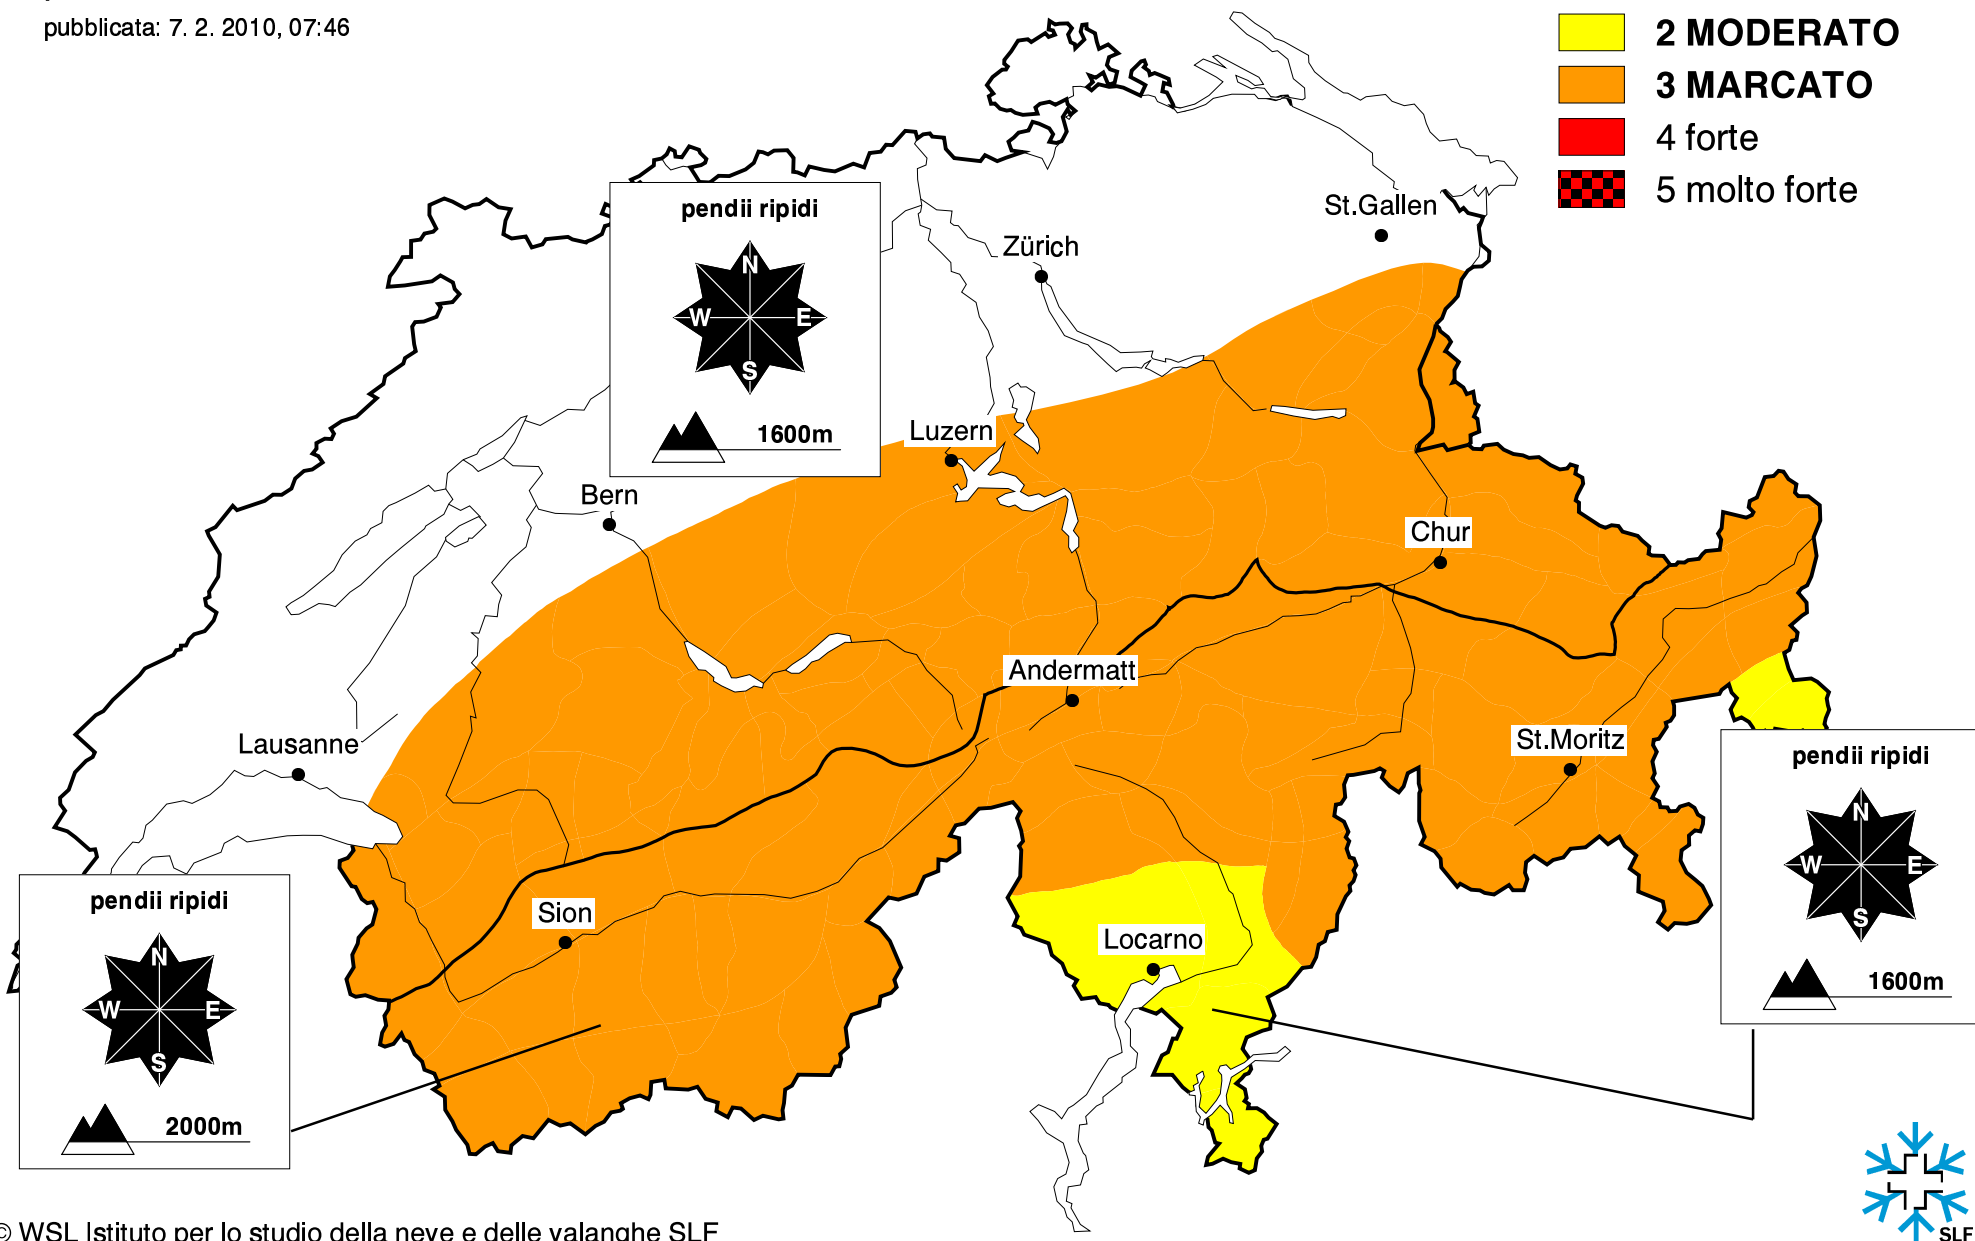 pubblicata: 7. 2. 2010, 07:46
2 MODERATO
3 MARCATO
4 forte
5 molto forte
pendii ripidi
N
W E
S
1600m
St.Gallen
Zürich
Luzern
Bern
Chur
Andermatt
Lausanne
St.Moritz
pendii ripidi
N
W E
S
1600m
pendii ripidi
N
W E
S
2000m
Sion
Locarno
© WSL Istituto per lo studio della neve e delle valanghe SLF
SLF